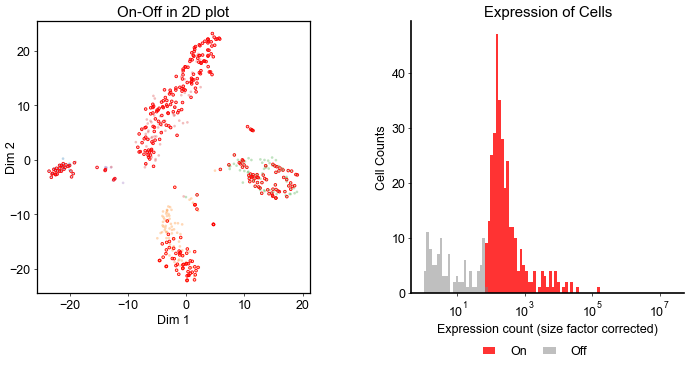 On-Off in 2D plot
20
10
0
−10
−20
Dim 2
−20
−10
0
10
20
Dim 1
Expression of Cells
40
30
20
10
0
Cell Counts
10^1
10^3
10^5
10^7
Expression count (size factor corrected)
On
Off